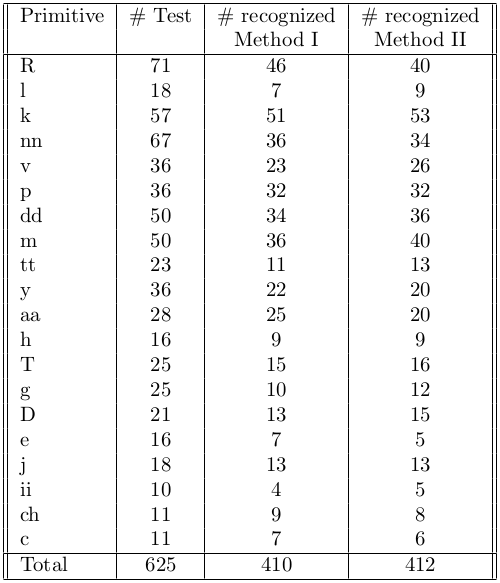 Primitive # Test # recognized # recognized
Method I Method II
R 71 46 40
l 18 7 9
k 57 51 53
nn 67 36 34
v 36 23 26
p 36 32 32
dd 50 34 36
m 50 36 40
tt 23 11 13
y 36 22 20
aa 28 25 20
h 16 9 9
T 25 15 16
g 25 10 12
D 21 13 15
e 16 7 5
j 18 13 13
ii 10 4 5
ch 11 9 8
c 11 7 6
Total 625 410 412